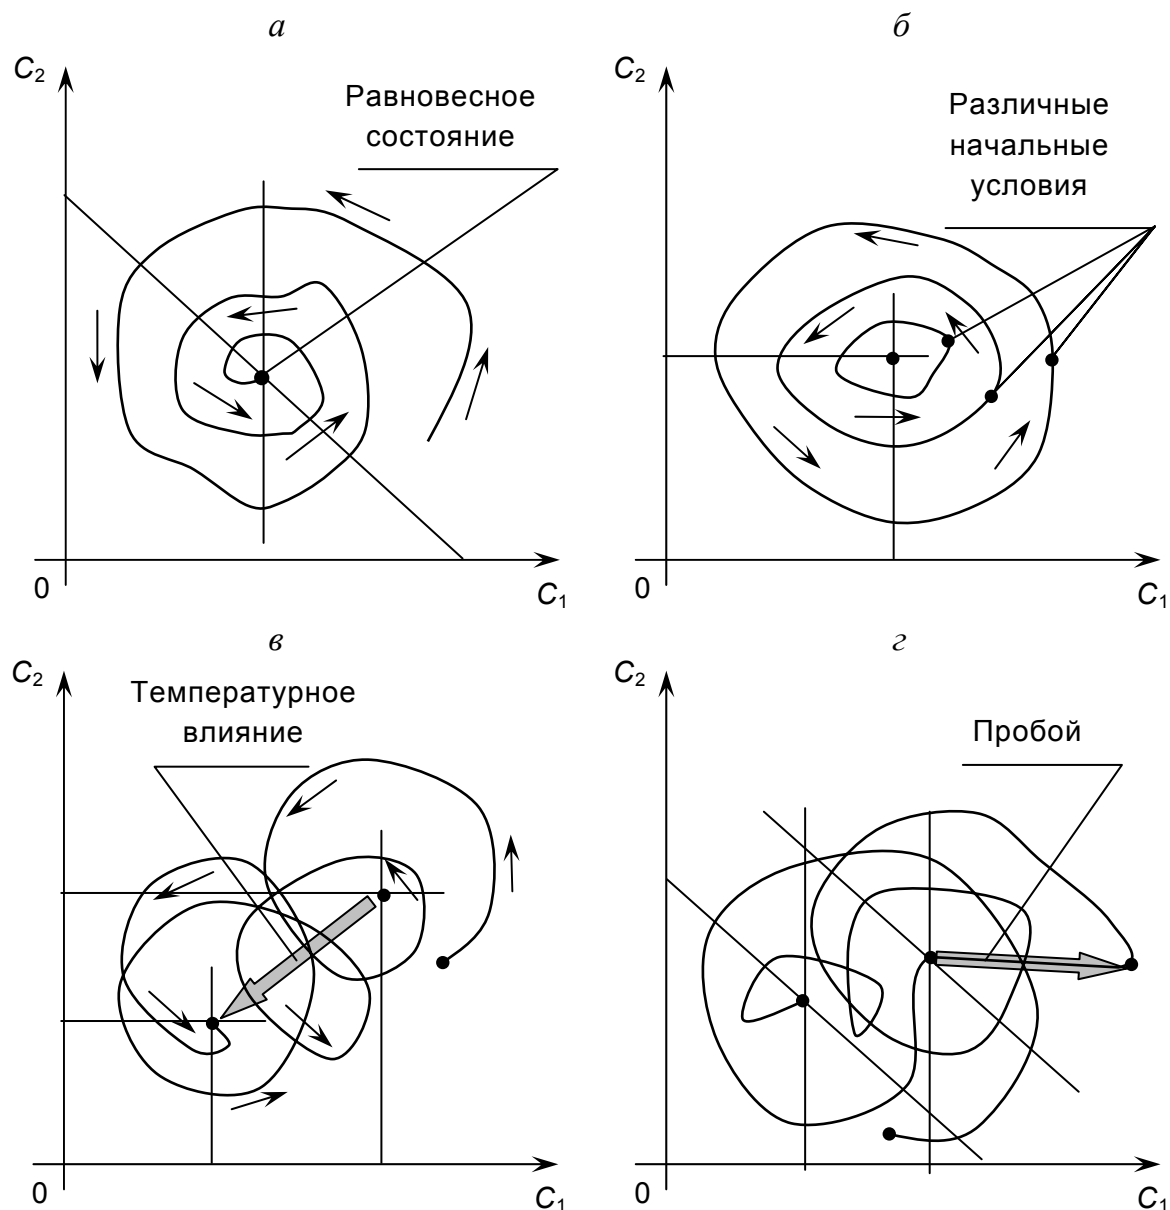 а
C2
Равновесное
состояние
0
C1
б
C2
Различные
начальные
условия
0
C1
в
C2
Температурное
влияние
0
C1
г
C2
Пробой
0
C1